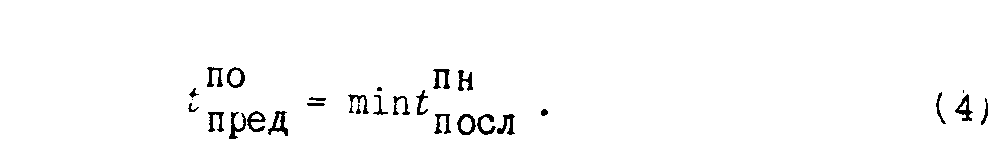 t^{по}_{пред} = min t^{пн}_{посл} . (4)